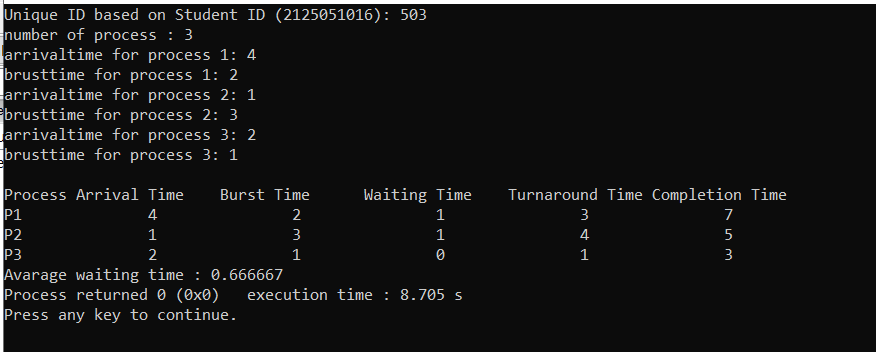 Unique ID based on Student ID (2125051016): 503
number of process : 3
arrivaltime for process 1: 4
brusttime for process 1: 2
arrivaltime for process 2: 1
brusttime for process 2: 3
arrivaltime for process 3: 2
brusttime for process 3: 1
Process Arrival Time    Burst Time      Waiting Time    Turnaround Time Completion Time
P1              4               2               1               3               7
P2              1               3               1               4               5
P3              2               1               0               1               3
Avarage waiting time : 0.666667
Process returned 0 (0x0)   execution time : 8.705 s
Press any key to continue.